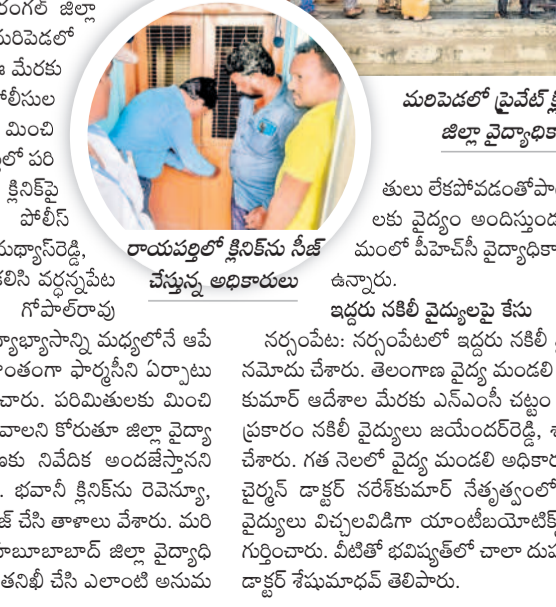 రంగల్ జిల్లా
మరిపెడలో
ఈ మేరకు
పోలీసుల
మించి
లో పరి
క్లినిక్‌పై
పోలీస్
కలిసి వర్ధన్నపేట
గోపాల్‌రావు
మధ్యలోనే ఆపే
ఫార్మసీని ఏర్పాటు
చారు. పరిమితులకు మించి
వాలని కోరుతూ జిల్లా వైద్యా
కు నివేదిక అందజేస్తానని
. భవానీ క్లినిక్‌ను రెవెన్యూ,
జ్ చేసి తాళాలు వేశారు. మరి
హబూబాబాద్ జిల్లా వైద్యాధి
తనిఖీ చేసి ఎలాంటి అనుమ
రాయపర్తిలో క్లినిక్‌ను సీజ్
చేస్తున్న అధికారులు
మరిపెడలో ప్రైవేట్
జిల్లా వైద్యాధికా
తులు లేకపోవడంతోపా
లకు వైద్యం అందిస్తుండ
మంలో పీహెచ్‌సీ వైద్యాధికా
ఉన్నారు.
ఇద్దరు నకిలీ వైద్యులపై కేసు
నర్సంపేట: నర్సంపేటలో ఇద్దరు నకిలీ
నమోదు చేశారు. తెలంగాణ వైద్య మండలి
కుమార్ ఆదేశాల మేరకు ఎన్ఎంసీ చట్టం
ప్రకారం నకిలీ వైద్యులు జయేందర్‌రెడ్డి,
చేశారు. గత నెలలో వైద్య మండలి అధికార
చైర్మన్ డాక్టర్ నరేశ్‌కుమార్ నేతృత్వంలో
వైద్యులు విచ్చలవిడిగా యాంటీబయోటిక్స్
గుర్తించారు. వీటితో భవిష్యత్‌లో చాలా దుష
డాక్టర్ శేషుమాధవ్ తెలిపారు.